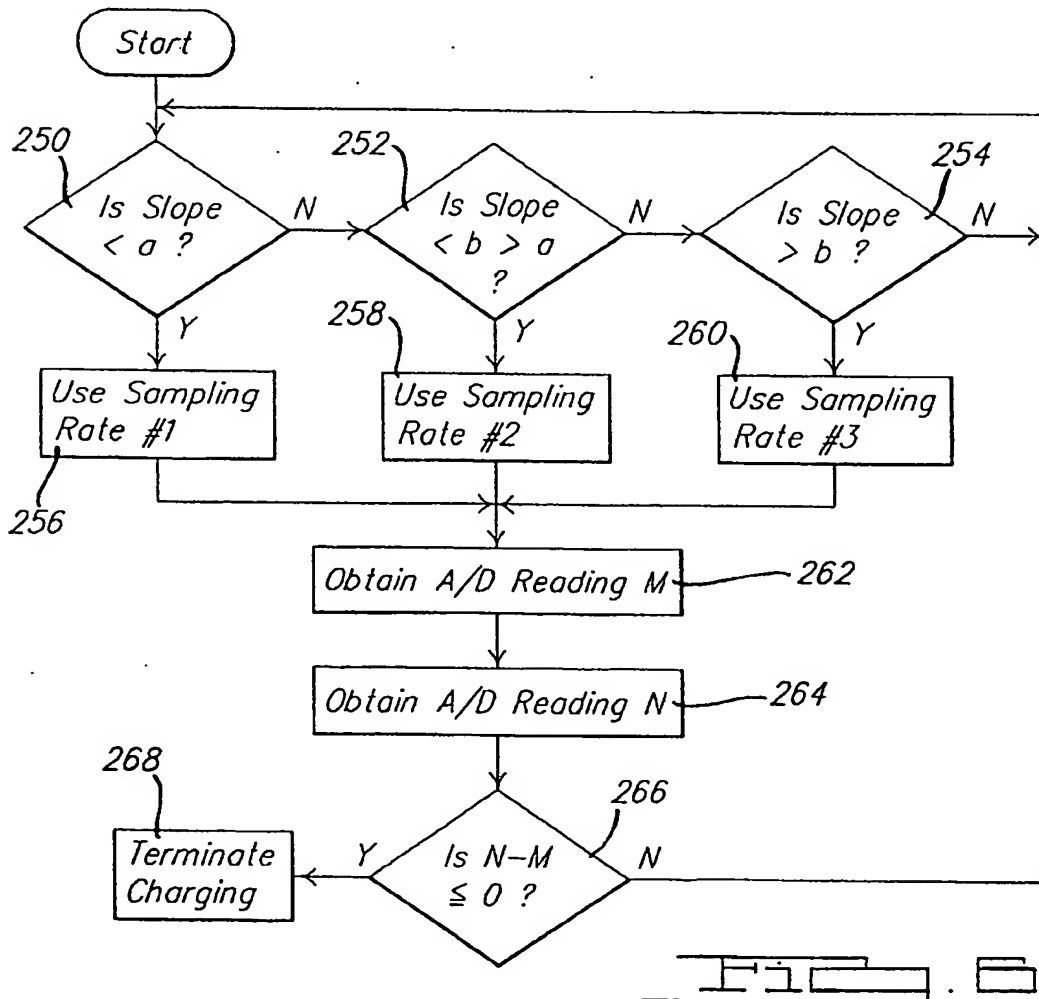 Start
250
Is Slope
< a ?
N
Y
252
Is Slope
< b > a
?
N
Y
254
Is Slope
> b ?
N
Y
Use Sampling
Rate #1
256
258
Use Sampling
Rate #2
260
Use Sampling
Rate #3
Obtain A/D Reading M
262
Obtain A/D Reading N
264
266
Is N-M
≦ 0 ?
Y
N
268
Terminate
Charging